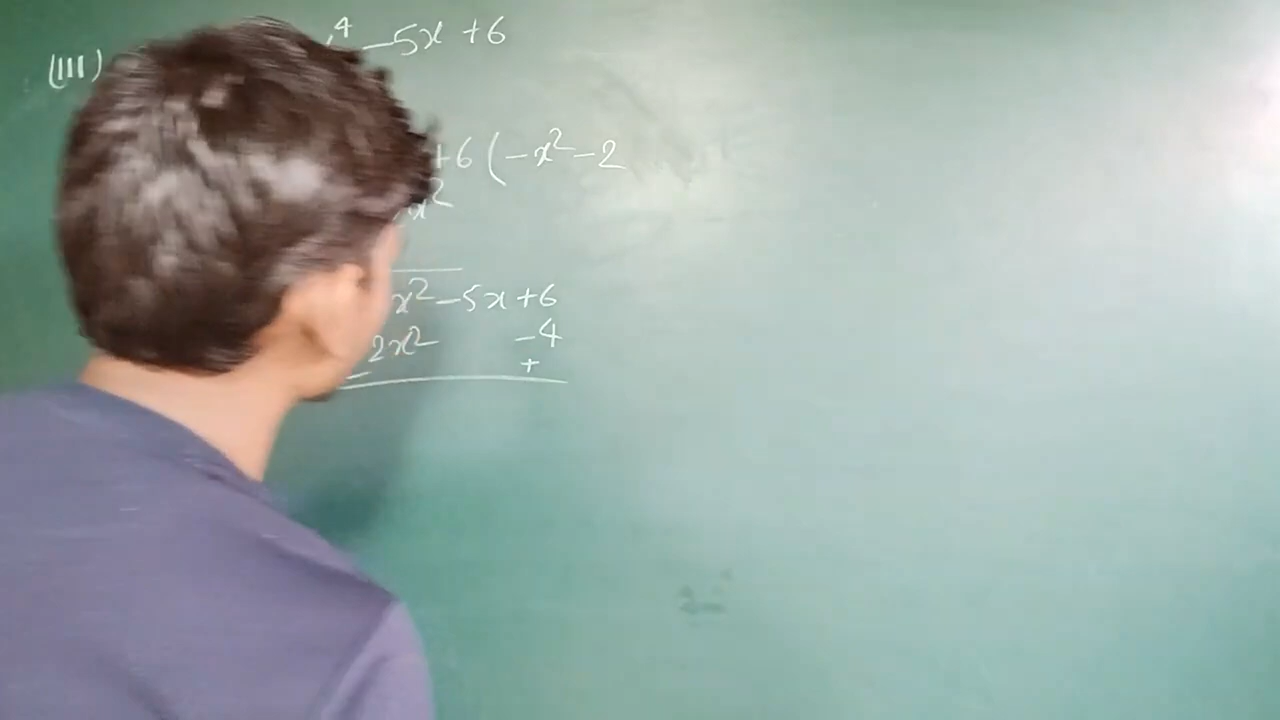 (III) 4 -5x +6
+6 (-x²-2
x²
x²-5x+6
2x² -4
- +